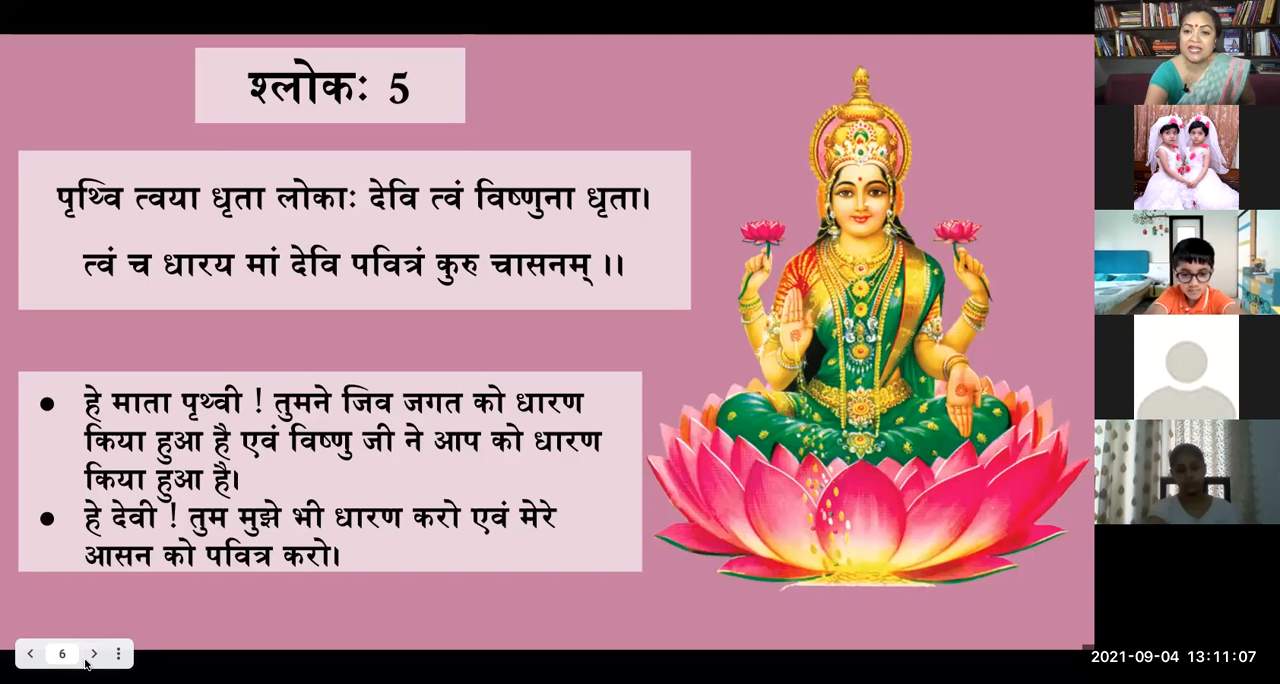 श्लोकः 5
पृथ्वि त्वया धृता लोकाः देवि त्वं विष्णुना धृता।
त्वं च धारय मां देवि पवित्रं कुरु चासनम् ।।
● हे माता पृथ्वी ! तुमने जिव जगत को धारण
किया हुआ है एवं विष्णु जी ने आप को धारण
किया हुआ है।
● हे देवी ! तुम मुझे भी धारण करो एवं मेरे
आसन को पवित्र करो।
6
2021-09-04 13:11:07